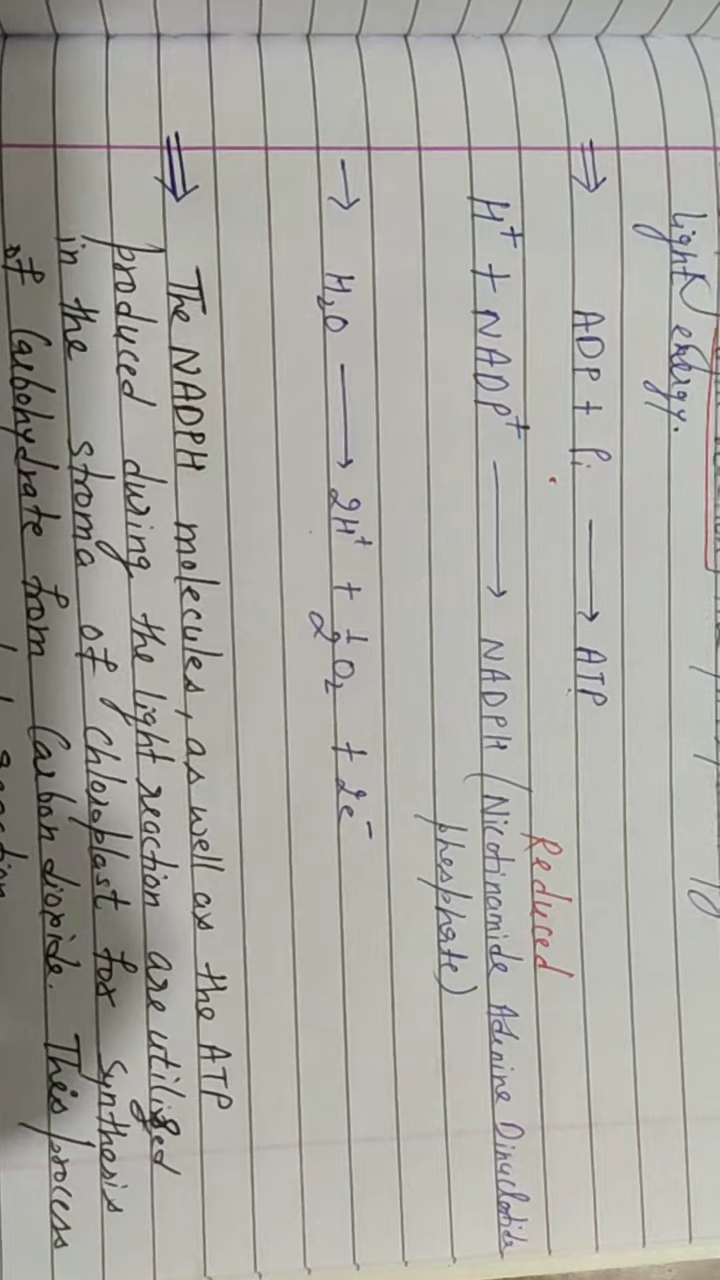 light energy.
⇒ ADP + Pi ⟶ ATP
Reduced
H⁺ + NADP⁺ ⟶ NADPH (Nicotinamide Adenine Dinucleotide
phosphate)
→ H₂O ⟶ 2H⁺ + ½O₂ + 2e⁻
⇒ The NADPH molecules, as well as the ATP
produced during the light reaction are utilized
in the stroma of chloroplast for synthesis
of Carbohydrate from Carbon dioxide. This process
reaction